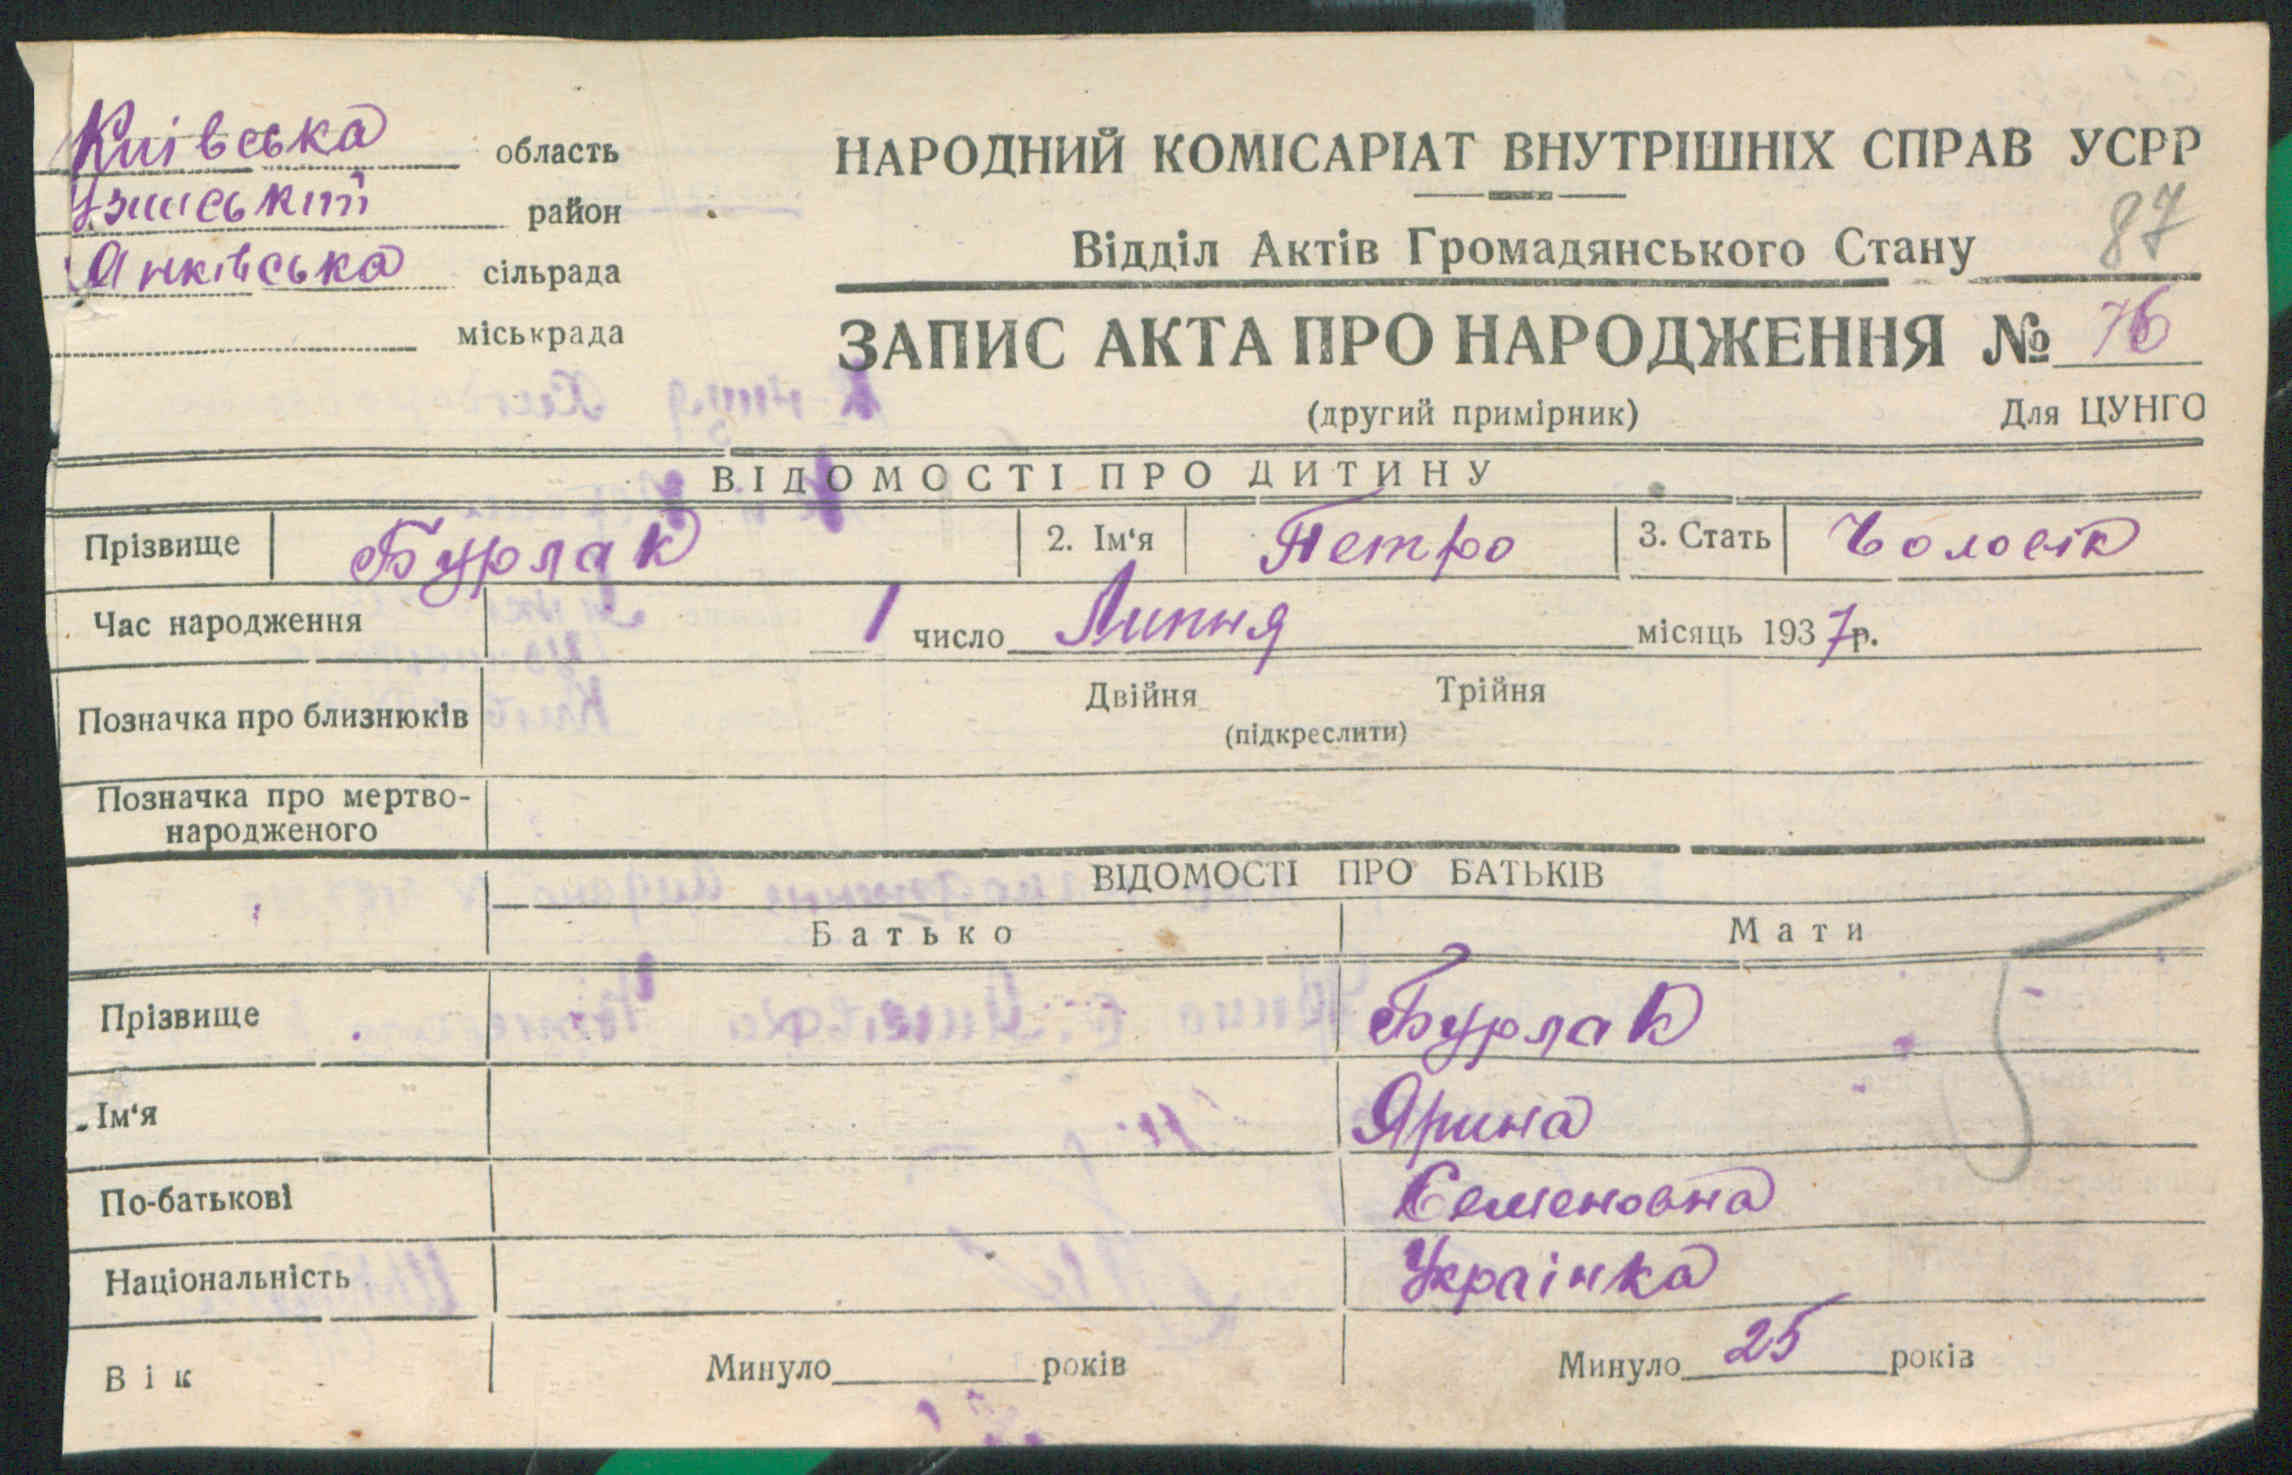 Київська область
Узинський район
Янківська сільрада
міськрада
НАРОДНИЙ КОМІСАРІАТ ВНУТРІШНІХ СПРАВ УСРР
Відділ Актів Громадянського Стану
87
ЗАПИС АКТА ПРО НАРОДЖЕННЯ № 76
(другий примірник) Для ЦУНГО
ВІДОМОСТІ ПРО ДИТИНУ
Прізвище Бурлак 2. Ім‘я Петро 3. Стать Чоловік
Час народження 1 число Липня місяць 1937р.
Позначка про близнюків Двійня Трійня
(підкреслити)
Позначка про мертво-
народженого
ВІДОМОСТІ ПРО БАТЬКІВ
Батько Мати
Прізвище Бурлак
Ім‘я Ярина
По-батькові Семеновна
Національність Украінка
Вік Минуло років Минуло 25 років